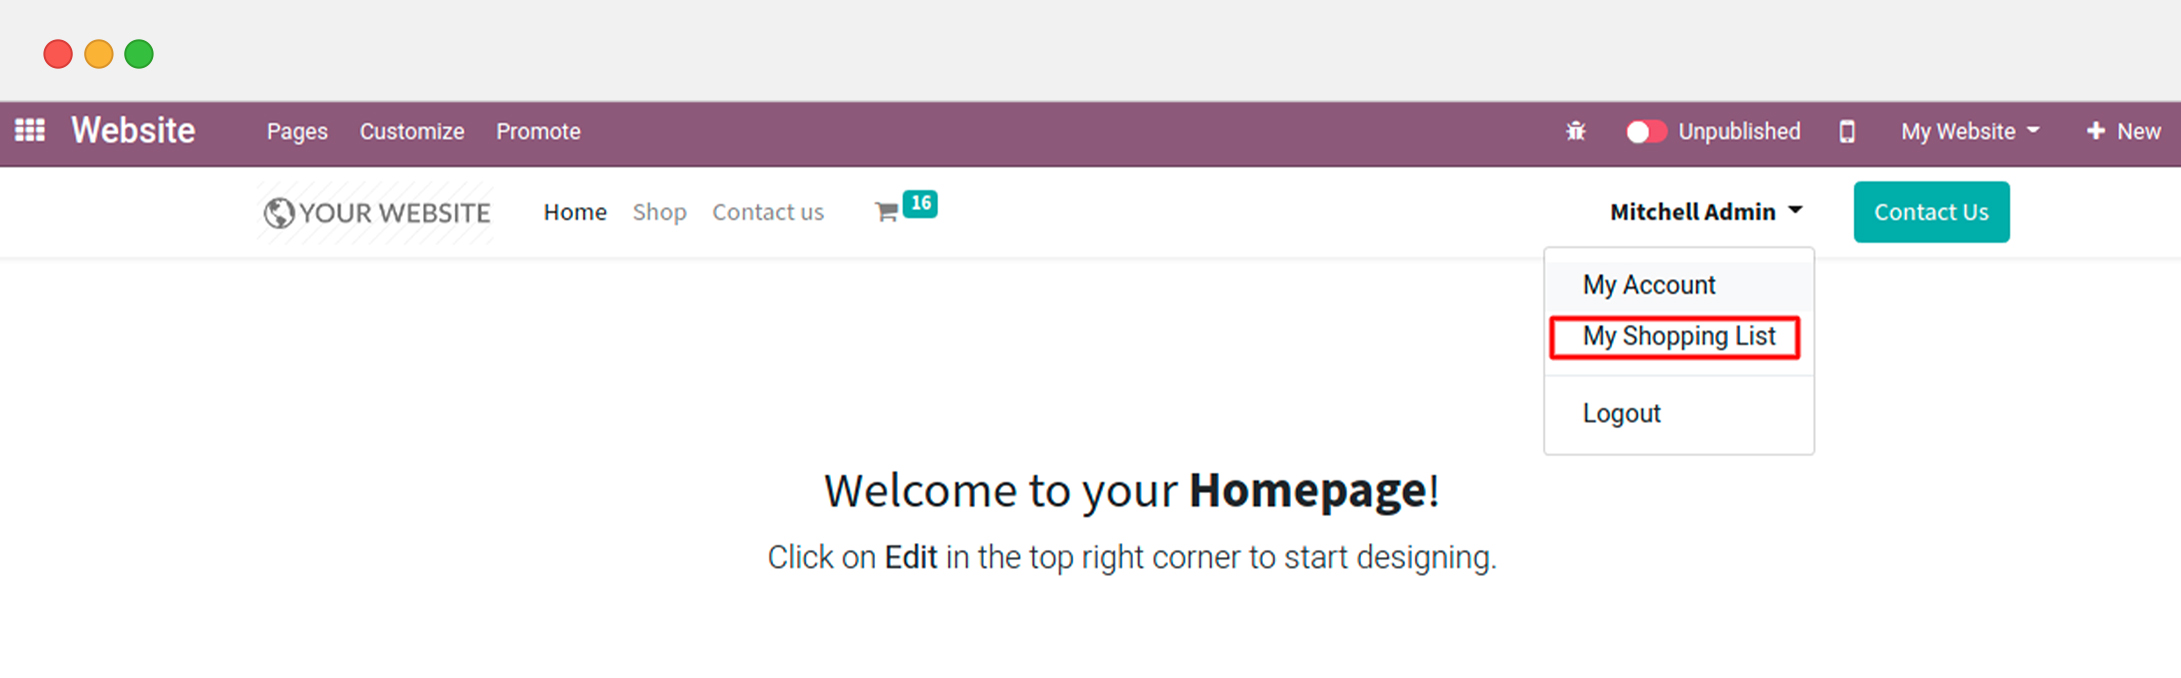 Website Pages Customize Promote Unpublished My Website New
YOUR WEBSITE Home Shop Contact us 16 Mitchell Admin Contact Us
My Account
My Shopping List
Logout
Welcome to your Homepage!
Click on Edit in the top right corner to start designing.